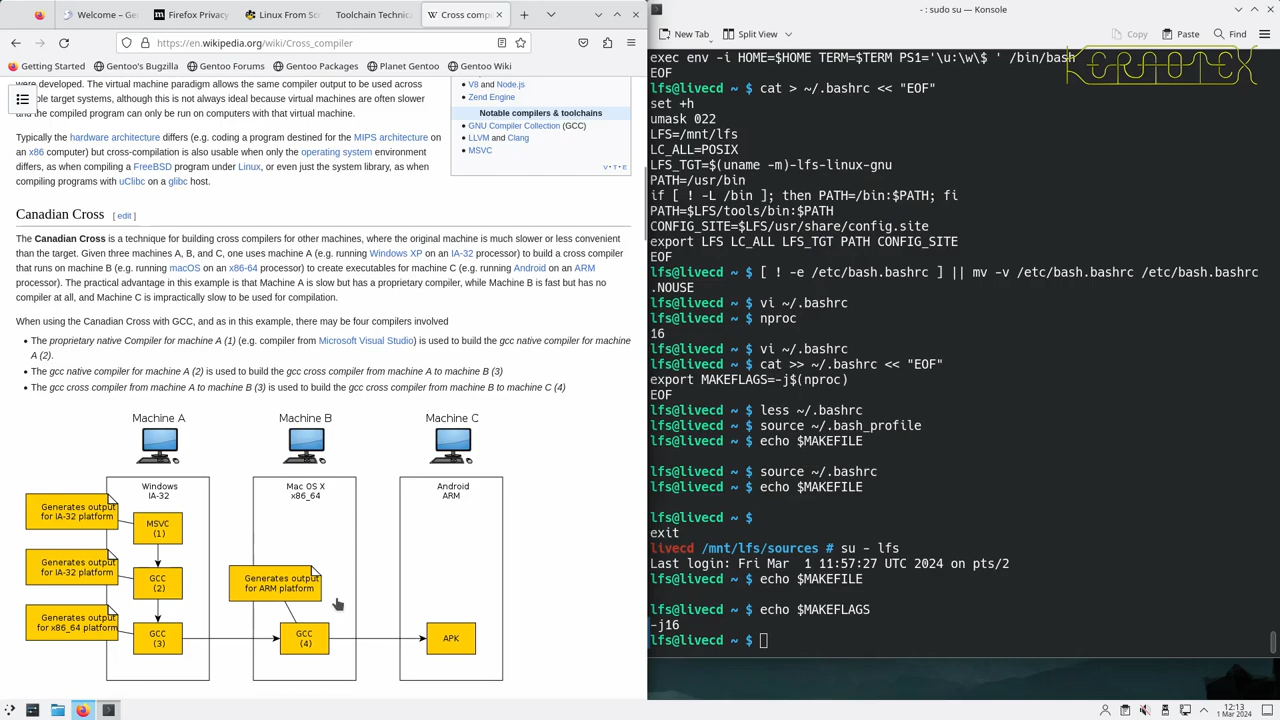 Welcome – Ge
Firefox Privacy
Linux From Scr
Toolchain Technica
Cross compi
https://en.wikipedia.org/wiki/Cross_compiler
Getting Started
Gentoo's Bugzilla
Gentoo Forums
Gentoo Packages
Planet Gentoo
Gentoo Wiki
were developed. The virtual machine paradigm allows the same compiler output to be used across
ble target systems, although this is not always ideal because virtual machines are often slower
and the compiled program can only be run on computers with that virtual machine.
Typically the hardware architecture differs (e.g. coding a program destined for the MIPS architecture on
an x86 computer) but cross-compilation is also usable when only the operating system environment
differs, as when compiling a FreeBSD program under Linux, or even just the system library, as when
compiling programs with uClibc on a glibc host.
V8 and Node.js
Zend Engine
Notable compilers & toolchains
GNU Compiler Collection (GCC)
LLVM and Clang
MSVC
V·T·E
Canadian Cross [ edit ]
The Canadian Cross is a technique for building cross compilers for other machines, where the original machine is much slower or less convenient
than the target. Given three machines A, B, and C, one uses machine A (e.g. running Windows XP on an IA-32 processor) to build a cross compiler
that runs on machine B (e.g. running macOS on an x86-64 processor) to create executables for machine C (e.g. running Android on an ARM
processor). The practical advantage in this example is that Machine A is slow but has a proprietary compiler, while Machine B is fast but has no
compiler at all, and Machine C is impractically slow to be used for compilation.
When using the Canadian Cross with GCC, and as in this example, there may be four compilers involved
• The proprietary native Compiler for machine A (1) (e.g. compiler from Microsoft Visual Studio) is used to build the gcc native compiler for machine
A (2).
• The gcc native compiler for machine A (2) is used to build the gcc cross compiler from machine A to machine B (3)
• The gcc cross compiler from machine A to machine B (3) is used to build the gcc cross compiler from machine B to machine C (4)
Machine A
Machine B
Machine C
Windows
IA-32
Mac OS X
x86_64
Android
ARM
Generates output
for IA-32 platform
MSVC
(1)
Generates output
for IA-32 platform
GCC
(2)
Generates output
for ARM platform
Generates output
for x86_64 platform
GCC
(3)
GCC
(4)
APK
- : sudo su — Konsole
New Tab
Split View
Copy
Paste
Find
KERNOTEX
exec env -i HOME=$HOME TERM=$TERM PS1='\u:\w\$ ' /bin/bash
EOF
lfs@livecd ~ $ cat > ~/.bashrc << "EOF"
set +h
umask 022
LFS=/mnt/lfs
LC_ALL=POSIX
LFS_TGT=$(uname -m)-lfs-linux-gnu
PATH=/usr/bin
if [ ! -L /bin ]; then PATH=/bin:$PATH; fi
PATH=$LFS/tools/bin:$PATH
CONFIG_SITE=$LFS/usr/share/config.site
export LFS LC_ALL LFS_TGT PATH CONFIG_SITE
EOF
lfs@livecd ~ $ [ ! -e /etc/bash.bashrc ] || mv -v /etc/bash.bashrc /etc/bash.bashrc
.NOUSE
lfs@livecd ~ $ vi ~/.bashrc
lfs@livecd ~ $ nproc
16
lfs@livecd ~ $ vi ~/.bashrc
lfs@livecd ~ $ cat >> ~/.bashrc << "EOF"
export MAKEFLAGS=-j$(nproc)
EOF
lfs@livecd ~ $ less ~/.bashrc
lfs@livecd ~ $ source ~/.bash_profile
lfs@livecd ~ $ echo $MAKEFILE
lfs@livecd ~ $ source ~/.bashrc
lfs@livecd ~ $ echo $MAKEFILE
lfs@livecd ~ $
exit
livecd /mnt/lfs/sources # su - lfs
Last login: Fri Mar  1 11:57:27 UTC 2024 on pts/2
lfs@livecd ~ $ echo $MAKEFILE
lfs@livecd ~ $ echo $MAKEFLAGS
-j16
lfs@livecd ~ $
12:13
1 Mar 2024